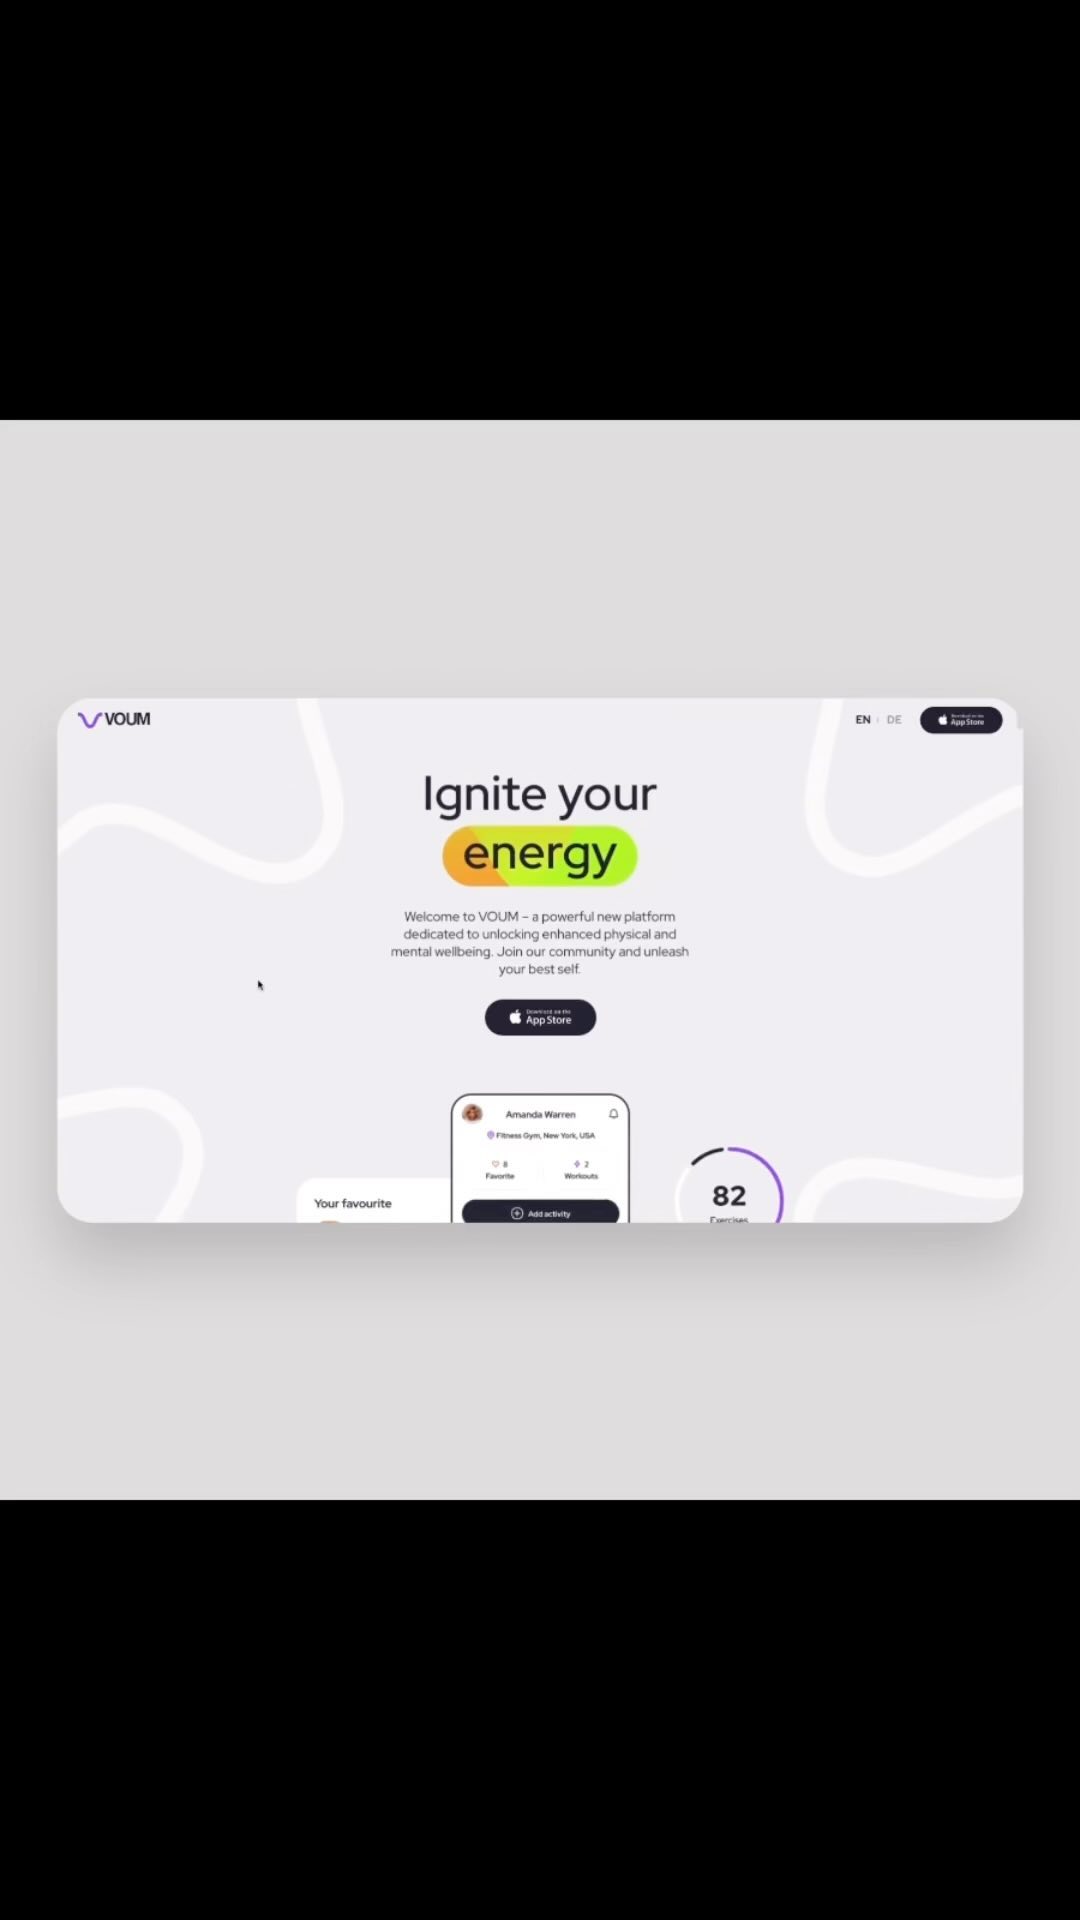 VOUM
EN | DE
Download on the
App Store
Ignite your
energy
Welcome to VOUM – a powerful new platform
dedicated to unlocking enhanced physical and
mental wellbeing. Join our community and unleash
your best self.
Download on the
App Store
Amanda Warren
Fitness Gym, New York, USA
8
Favorite
2
Workouts
Add activity
Your favourite
82
Exercises